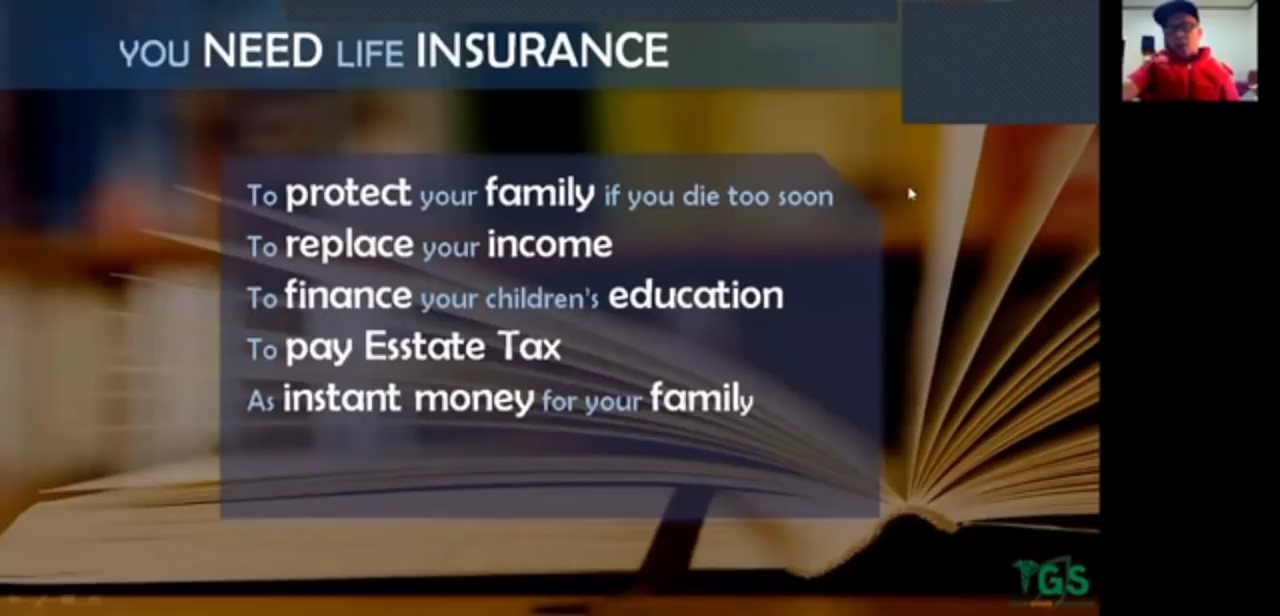 YOU NEED LIFE INSURANCE
To protect your family if you die too soon
To replace your income
To finance your children's education
To pay Esstate Tax
As instant money for your family
GS